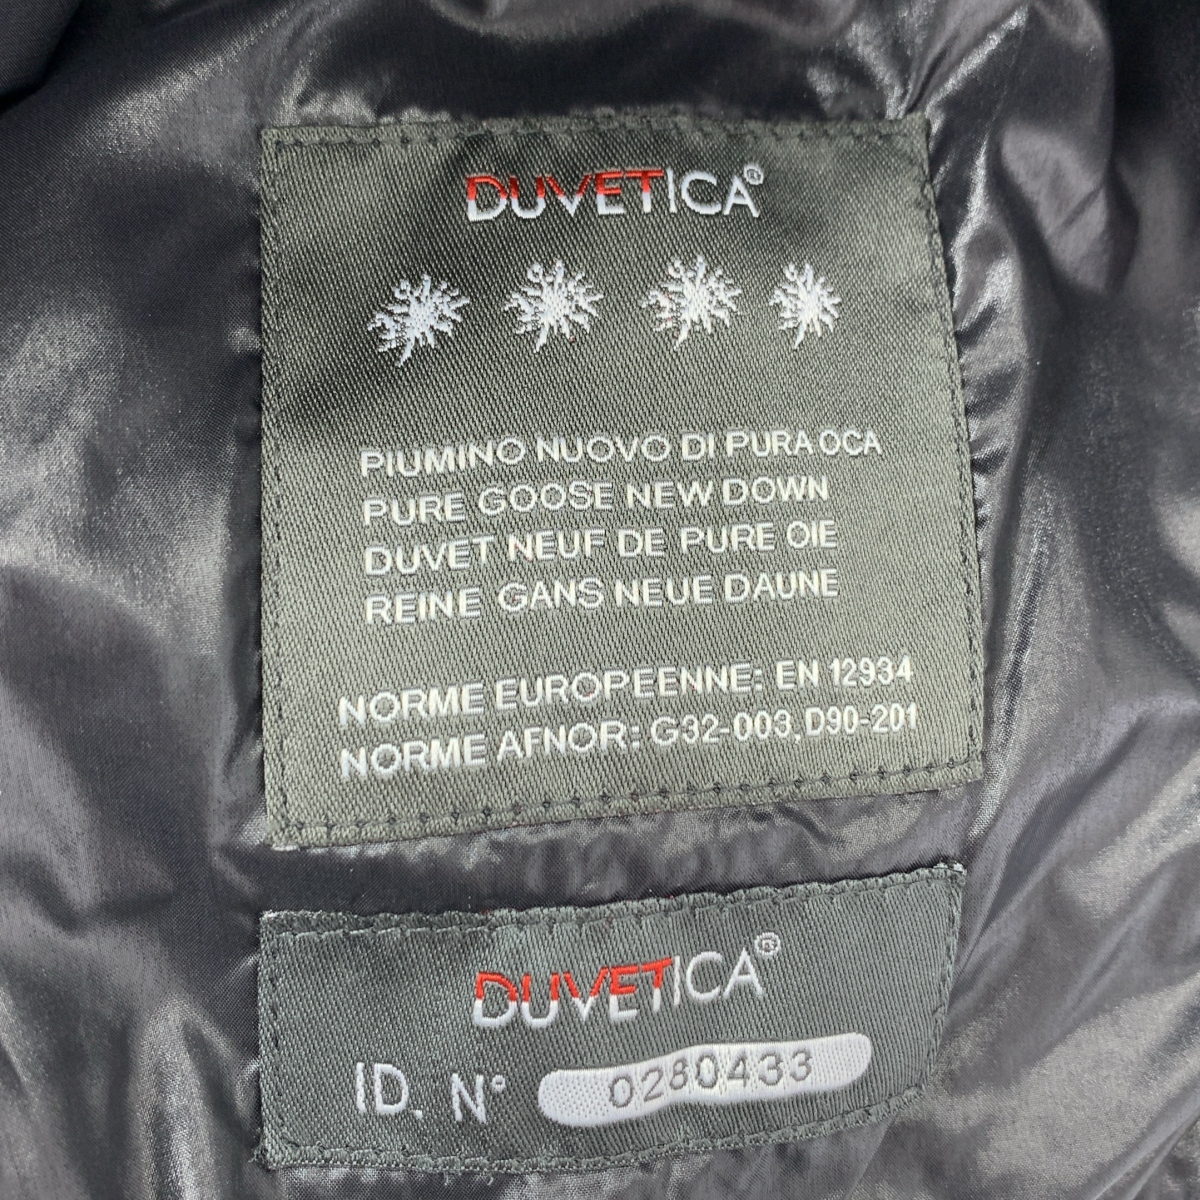 DUVETICA®
PIUMINO NUOVO DI PURA OCA
PURE GOOSE NEW DOWN
DUVET NEUF DE PURE OIE
REINE GANS NEUE DAUNE
NORME EUROPEENNE: EN 12934
NORME AFNOR: G32-003, D90-201
DUVETICA®
ID. N° 0280433